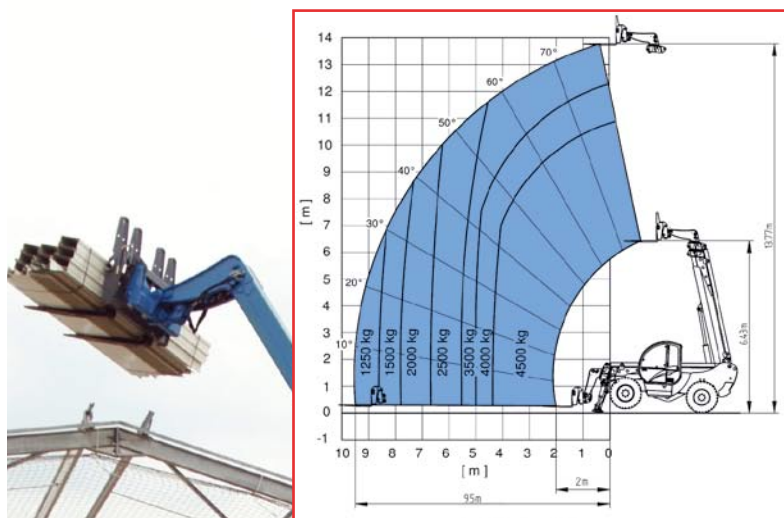 14
13
12
11
10
9
8
7
6
5
4
3
2
1
0
-1
[ m ]
10 9 8 7 6 5 4 3 2 1 0
[ m ]
70°
60°
50°
40°
30°
20°
10°
1250 kg
1500 kg
2000 kg
2500 kg
3500 kg
4000 kg
4500 kg
13.77m
6.43m
2m
95m